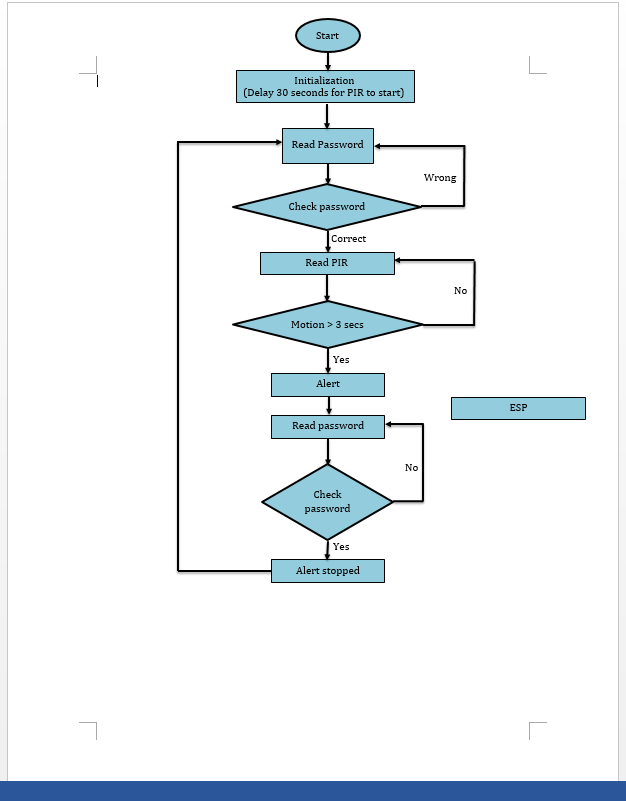 Start
Initialization
(Delay 30 seconds for PIR to start)
Read Password
Wrong
Check password
Correct
Read PIR
No
Motion > 3 secs
Yes
Alert
ESP
Read password
No
Check
password
Yes
Alert stopped